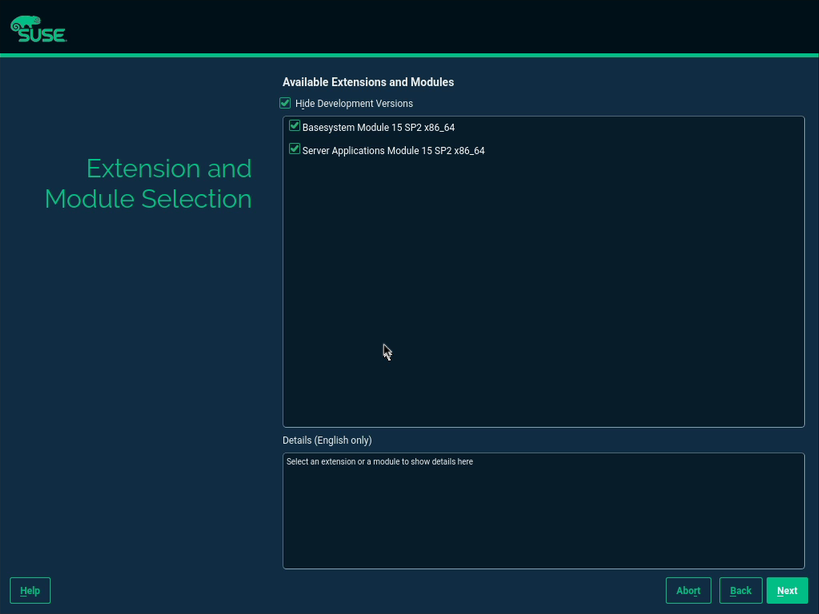 SUSE
Available Extensions and Modules
Hide Development Versions
Basesystem Module 15 SP2 x86_64
Server Applications Module 15 SP2 x86_64
Extension and
Module Selection
Details (English only)
Select an extension or a module to show details here
Help
Abort
Back
Next